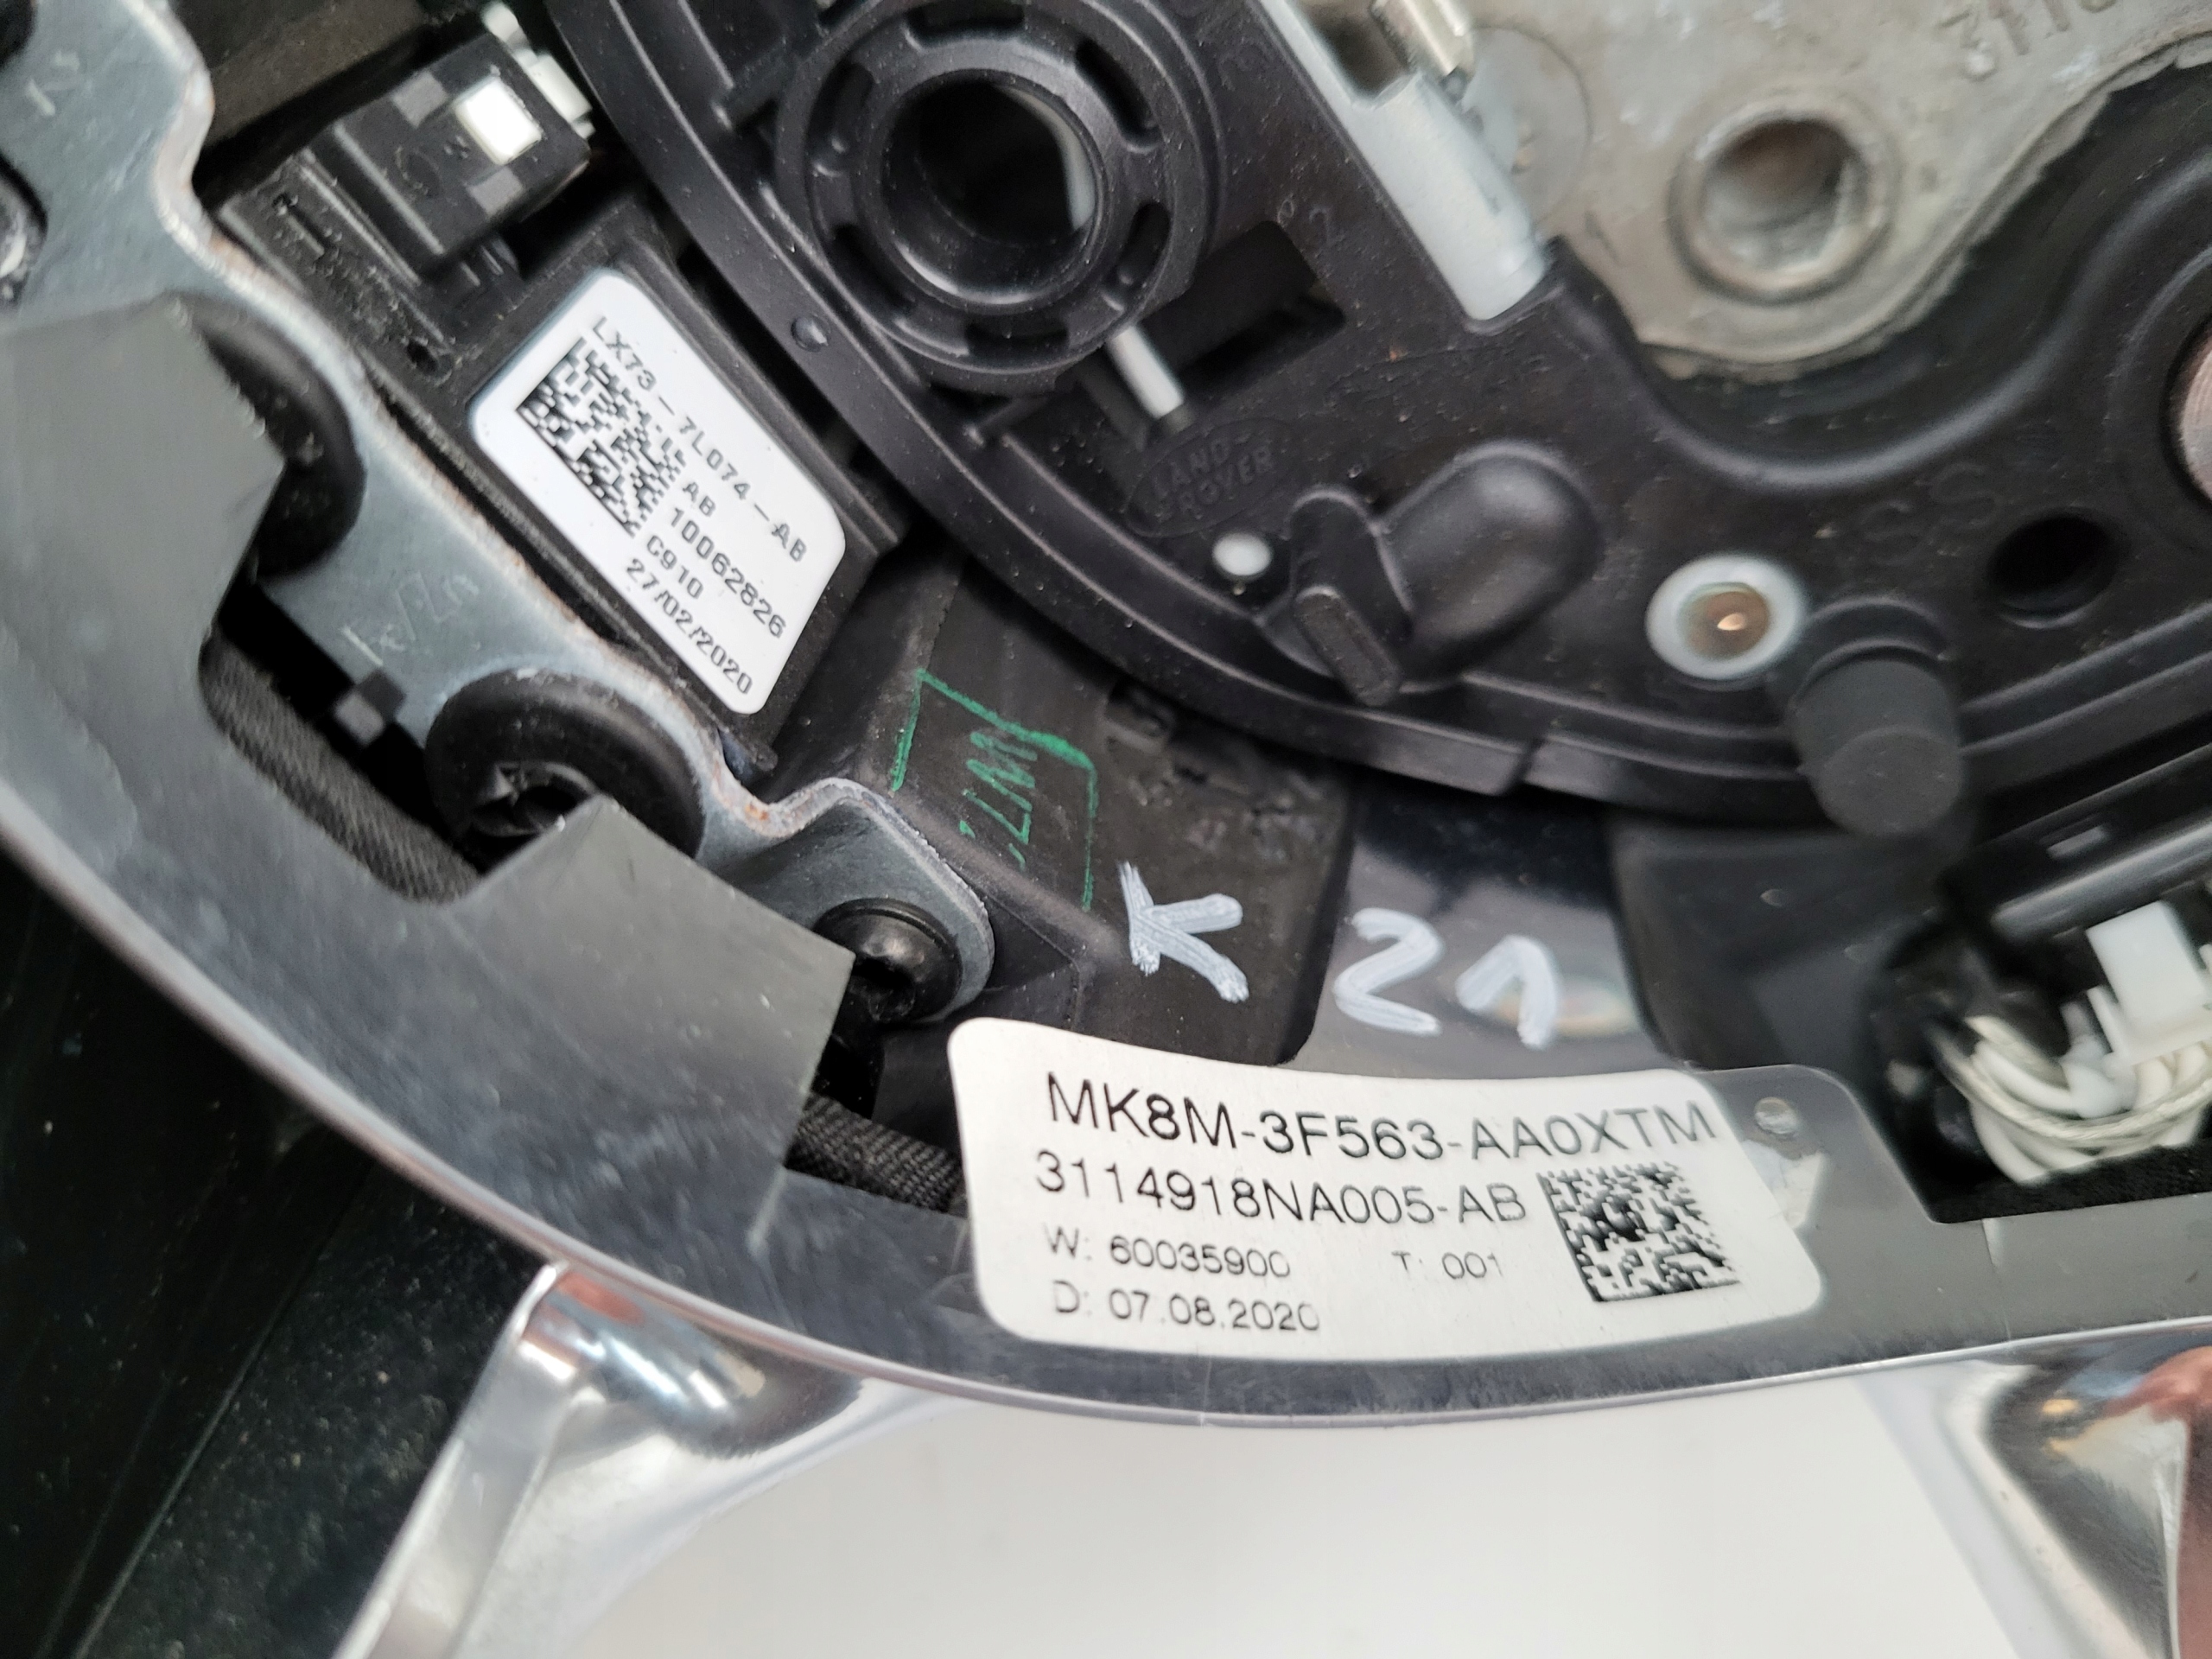 LX73-7L074-AB
AB
10062826
C910
27/02/2020
LAND-
ROVER
K 21
MK8M-3F563-AA0XTM
3114918NA005-AB
W: 60035900 T: 001
D: 07.08.2020